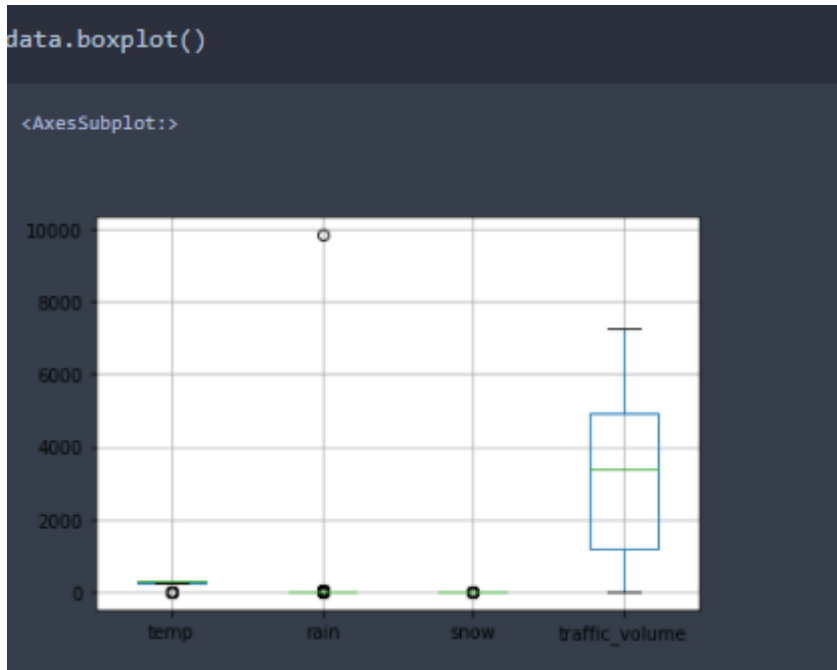 data.boxplot()
<AxesSubplot:>
10000
8000
6000
4000
2000
0
temp rain snow traffic_volume